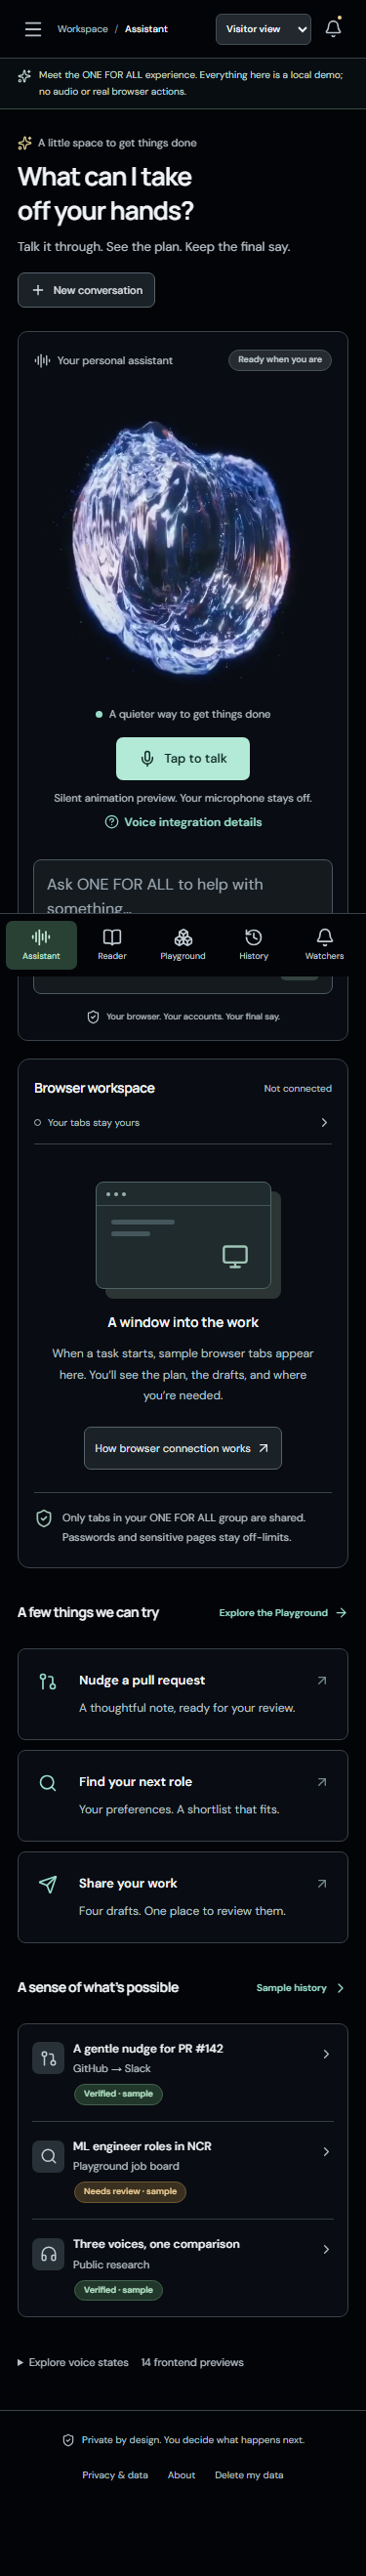 Workspace / Assistant
Visitor view
Meet the ONE FOR ALL experience. Everything here is a local demo;
no audio or real browser actions.
A little space to get things done
What can I take
off your hands?
Talk it through. See the plan. Keep the final say.
New conversation
Your personal assistant
Ready when you are
A quieter way to get things done
Tap to talk
Silent animation preview. Your microphone stays off.
Voice integration details
Ask ONE FOR ALL to help with
something...
Assistant
Reader
Playground
History
Watchers
Your browser. Your accounts. Your final say.
Browser workspace
Not connected
Your tabs stay yours
A window into the work
When a task starts, sample browser tabs appear
here. You'll see the plan, the drafts, and where
you're needed.
How browser connection works
Only tabs in your ONE FOR ALL group are shared.
Passwords and sensitive pages stay off-limits.
A few things we can try
Explore the Playground
Nudge a pull request
A thoughtful note, ready for your review.
Find your next role
Your preferences. A shortlist that fits.
Share your work
Four drafts. One place to review them.
A sense of what's possible
Sample history
A gentle nudge for PR #142
GitHub → Slack
Verified · sample
ML engineer roles in NCR
Playground job board
Needs review · sample
Three voices, one comparison
Public research
Verified · sample
Explore voice states 14 frontend previews
Private by design. You decide what happens next.
Privacy & data
About
Delete my data